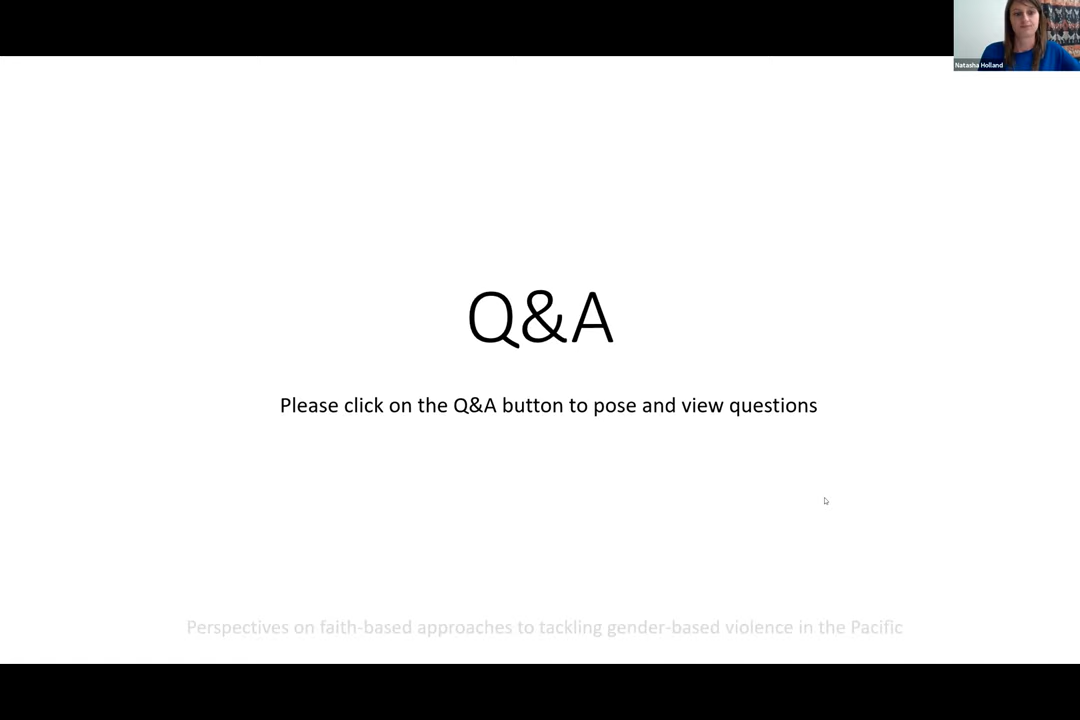 Natasha Holland
Q&A
Please click on the Q&A button to pose and view questions
Perspectives on faith-based approaches to tackling gender-based violence in the Pacific